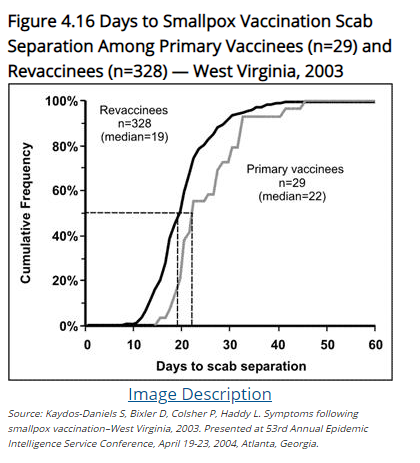 Figure 4.16 Days to Smallpox Vaccination Scab
Separation Among Primary Vaccinees (n=29) and
Revaccinees (n=328) — West Virginia, 2003
100%
80%
60%
40%
20%
0%
Cumulative Frequency
Revaccinees
n=328
(median=19)
Primary vaccinees
n=29
(median=22)
0 10 20 30 40 50 60
Days to scab separation
Image Description
Source: Kaydos-Daniels S, Bixler D, Colsher P, Haddy L. Symptoms following
smallpox vaccination–West Virginia, 2003. Presented at 53rd Annual Epidemic
Intelligence Service Conference, April 19-23, 2004, Atlanta, Georgia.